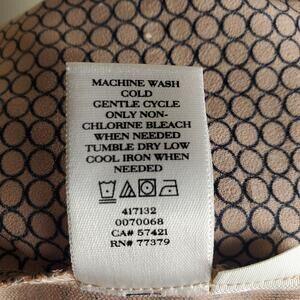 MACHINE WASH
COLD
GENTLE CYCLE
ONLY NON-
CHLORINE BLEACH
WHEN NEEDED
TUMBLE DRY LOW
COOL IRON WHEN
NEEDED
417132
0070068
CA# 57421
RN# 77379